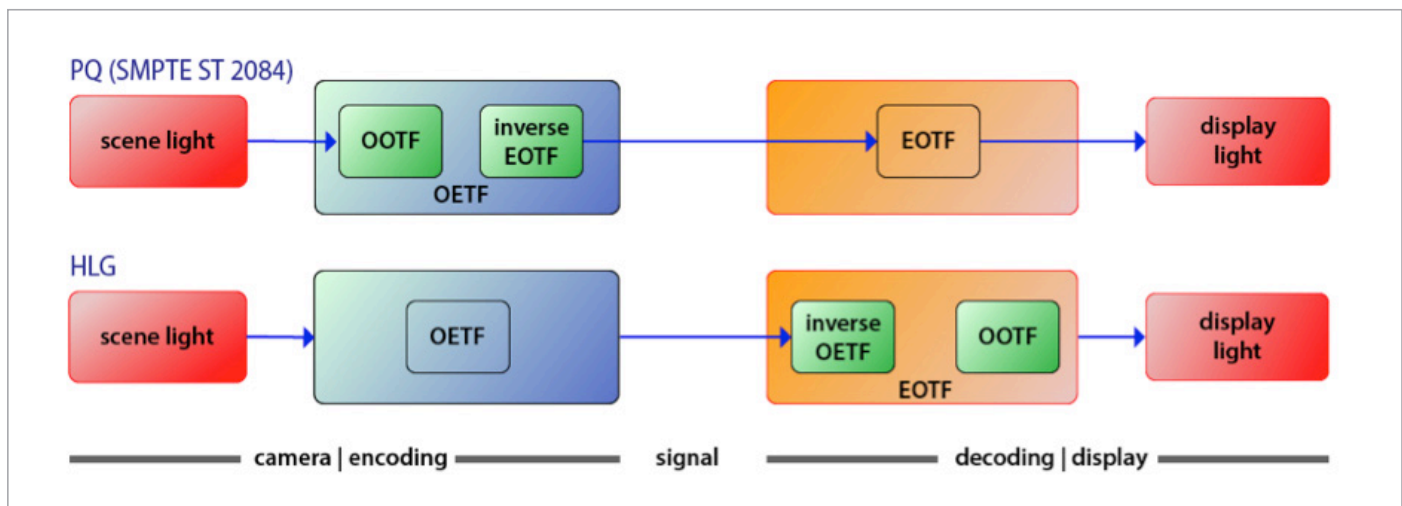 PQ (SMPTE ST 2084)
scene light
OOTF
inverse
EOTF
OETF
EOTF
display
light
HLG
scene light
OETF
inverse
OETF
OOTF
EOTF
display
light
camera | encoding
signal
decoding | display